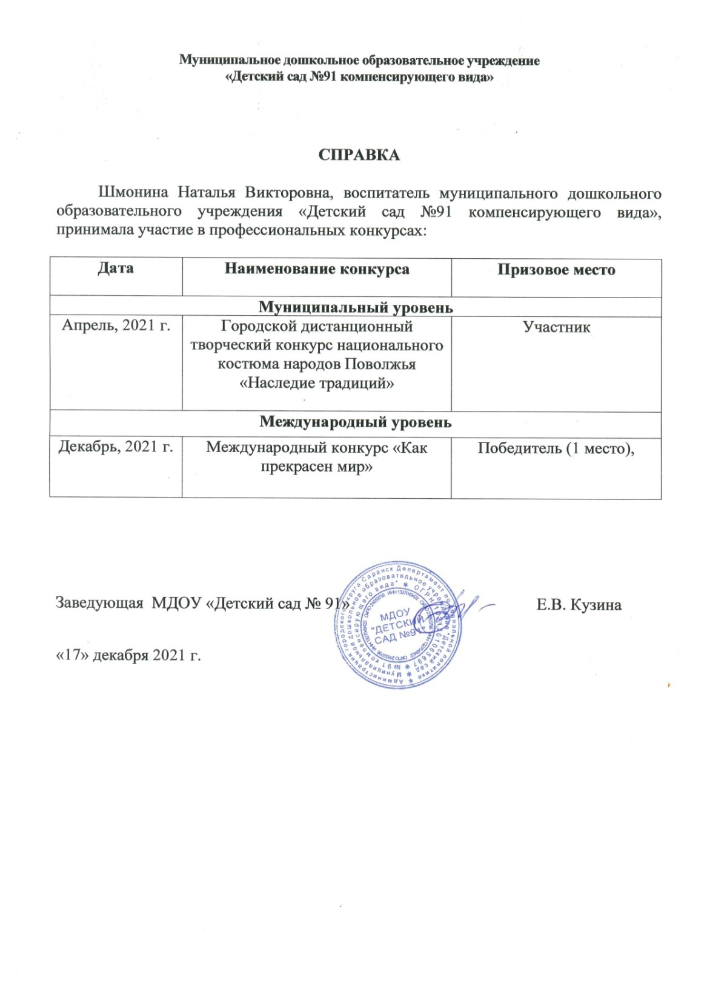 Муниципальное дошкольное образовательное учреждение
«Детский сад №91 компенсирующего вида»
СПРАВКА
Шмонина Наталья Викторовна, воспитатель муниципального дошкольного
образовательного учреждения «Детский сад №91 компенсирующего вида»,
принимала участие в профессиональных конкурсах:
Дата Наименование конкурса Призовое место
Муниципальный уровень
Апрель, 2021 г. Городской дистанционный Участник
творческий конкурс национального
костюма народов Поволжья
«Наследие традиций»
Международный уровень
Декабрь, 2021 г. Международный конкурс «Как Победитель (1 место),
прекрасен мир»
Заведующая МДОУ «Детский сад № 91» Е.В. Кузина
МДОУ
"ДЕТСКИЙ
САД №91"
«17» декабря 2021 г.